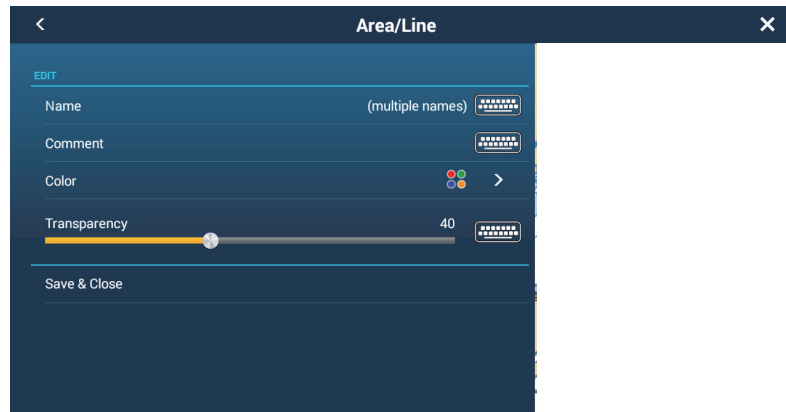 Area/Line
EDIT
Name (multiple names)
Comment
Color
Transparency 40
Save & Close